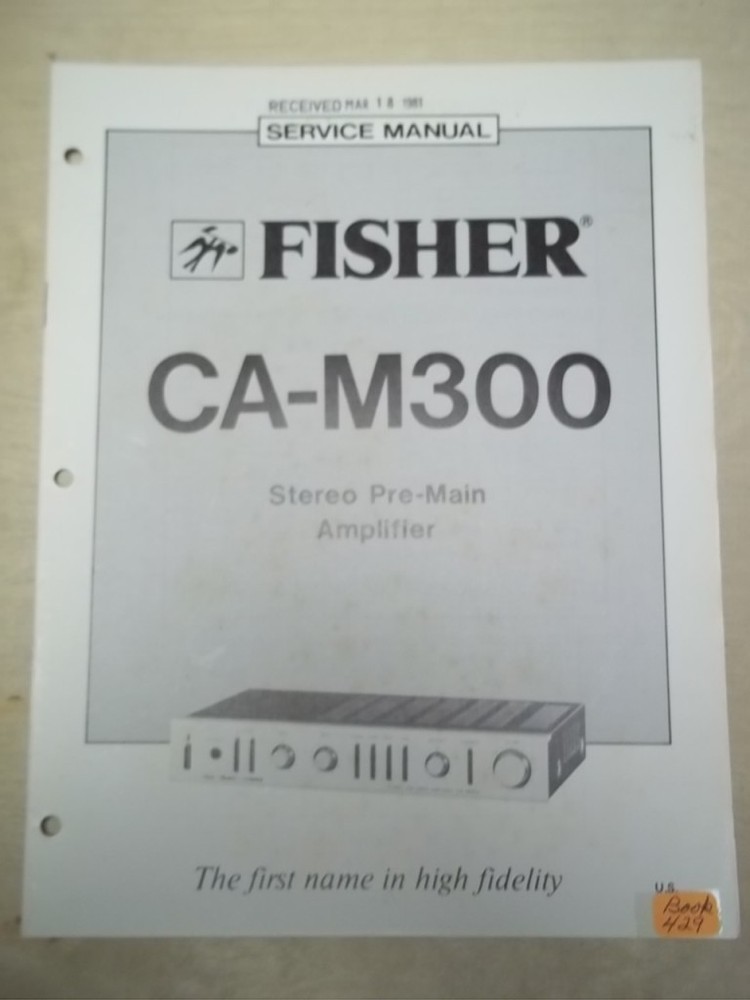 RECEIVED MAR 18 1981
SERVICE MANUAL
FISHER®
CA-M300
Stereo Pre-Main
Amplifier
The first name in high fidelity
U.S.
Book
429